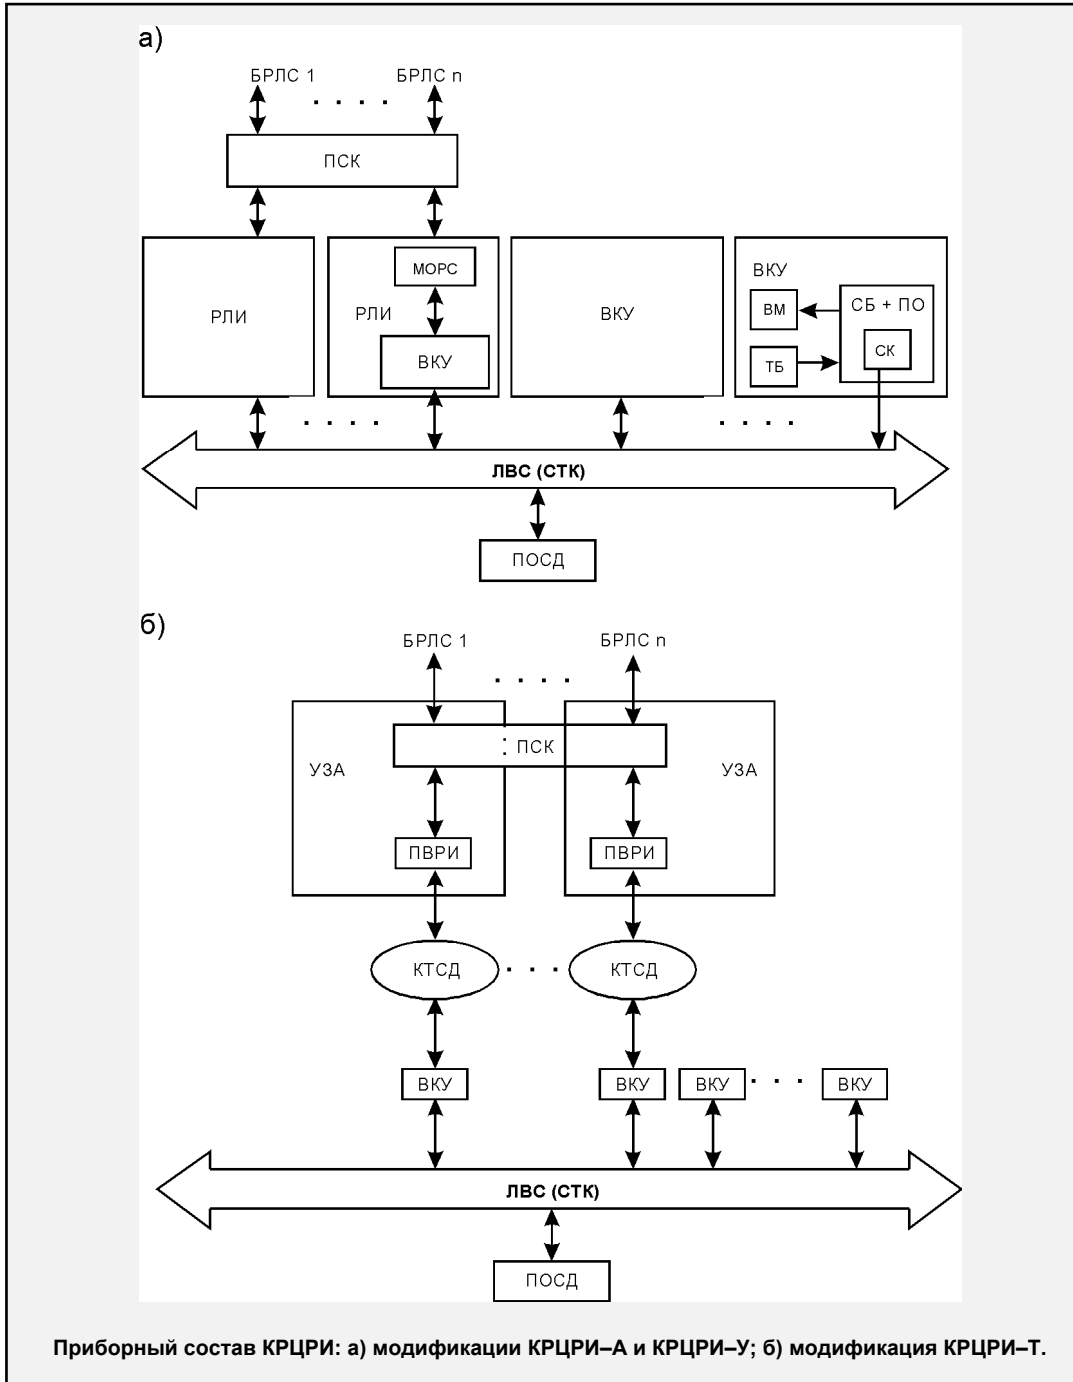 а)
БРЛС 1 БРЛС n
ПСК
РЛИ
МОРС
РЛИ
ВКУ
ВКУ
ВКУ
ВМ
СБ + ПО
СК
ТБ
ЛВС (СТК)
ПОСД
б)
БРЛС 1 БРЛС n
ПСК
УЗА УЗА
ПВРИ ПВРИ
КТСД КТСД
ВКУ ВКУ ВКУ ВКУ
ЛВС (СТК)
ПОСД
Приборный состав КРЦРИ: а) модификации КРЦРИ–А и КРЦРИ–У; б) модификация КРЦРИ–Т.